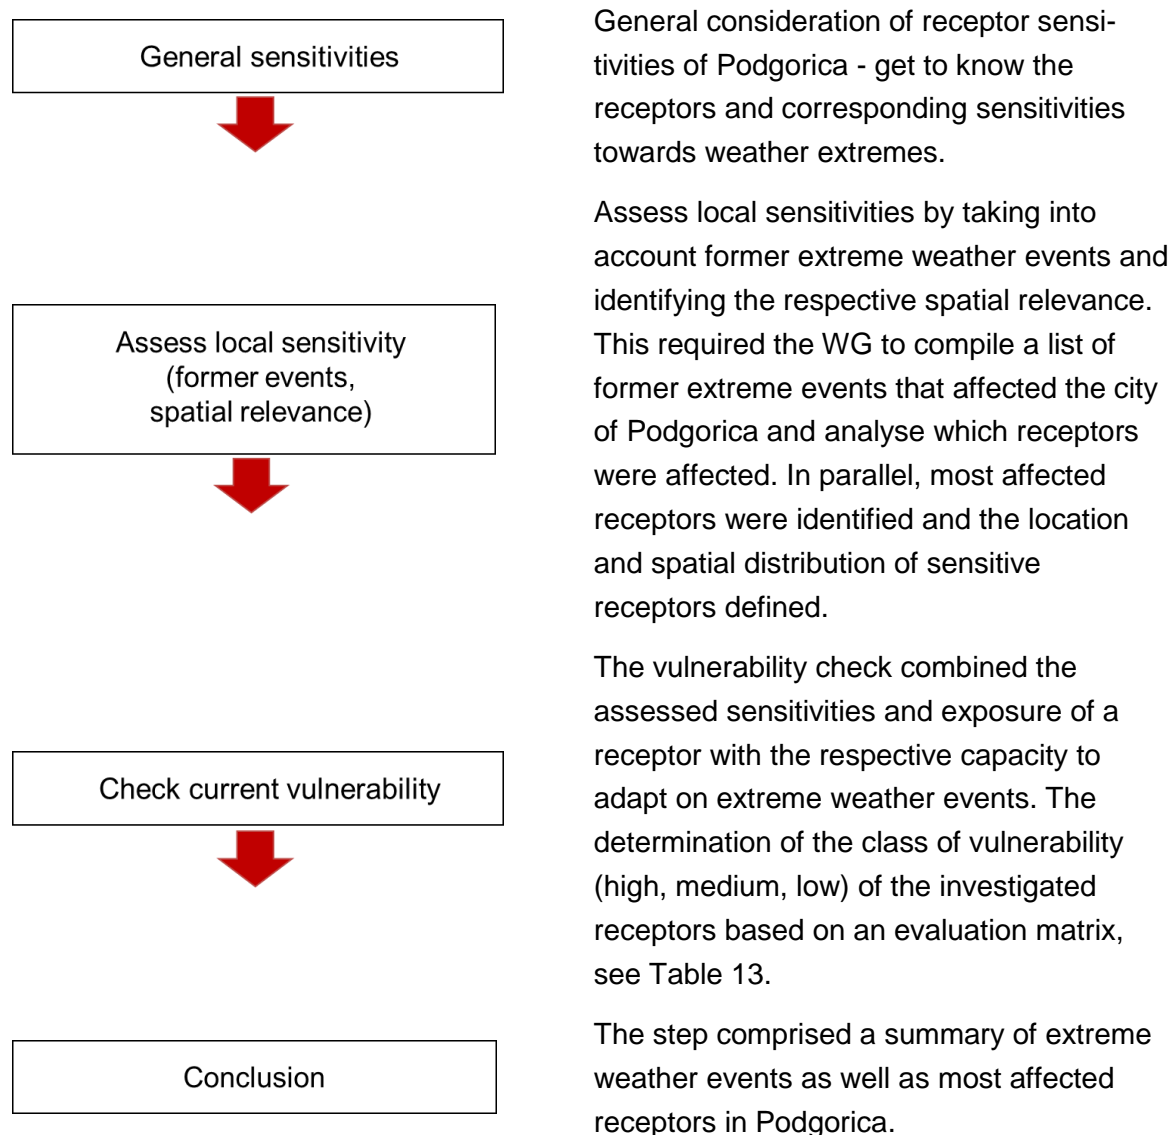 General sensitivities
General consideration of receptor sensi-
tivities of Podgorica - get to know the
receptors and corresponding sensitivities
towards weather extremes.
Assess local sensitivity
(former events,
spatial relevance)
Assess local sensitivities by taking into
account former extreme weather events and
identifying the respective spatial relevance.
This required the WG to compile a list of
former extreme events that affected the city
of Podgorica and analyse which receptors
were affected. In parallel, most affected
receptors were identified and the location
and spatial distribution of sensitive
receptors defined.
Check current vulnerability
The vulnerability check combined the
assessed sensitivities and exposure of a
receptor with the respective capacity to
adapt on extreme weather events. The
determination of the class of vulnerability
(high, medium, low) of the investigated
receptors based on an evaluation matrix,
see Table 13.
Conclusion
The step comprised a summary of extreme
weather events as well as most affected
receptors in Podgorica.